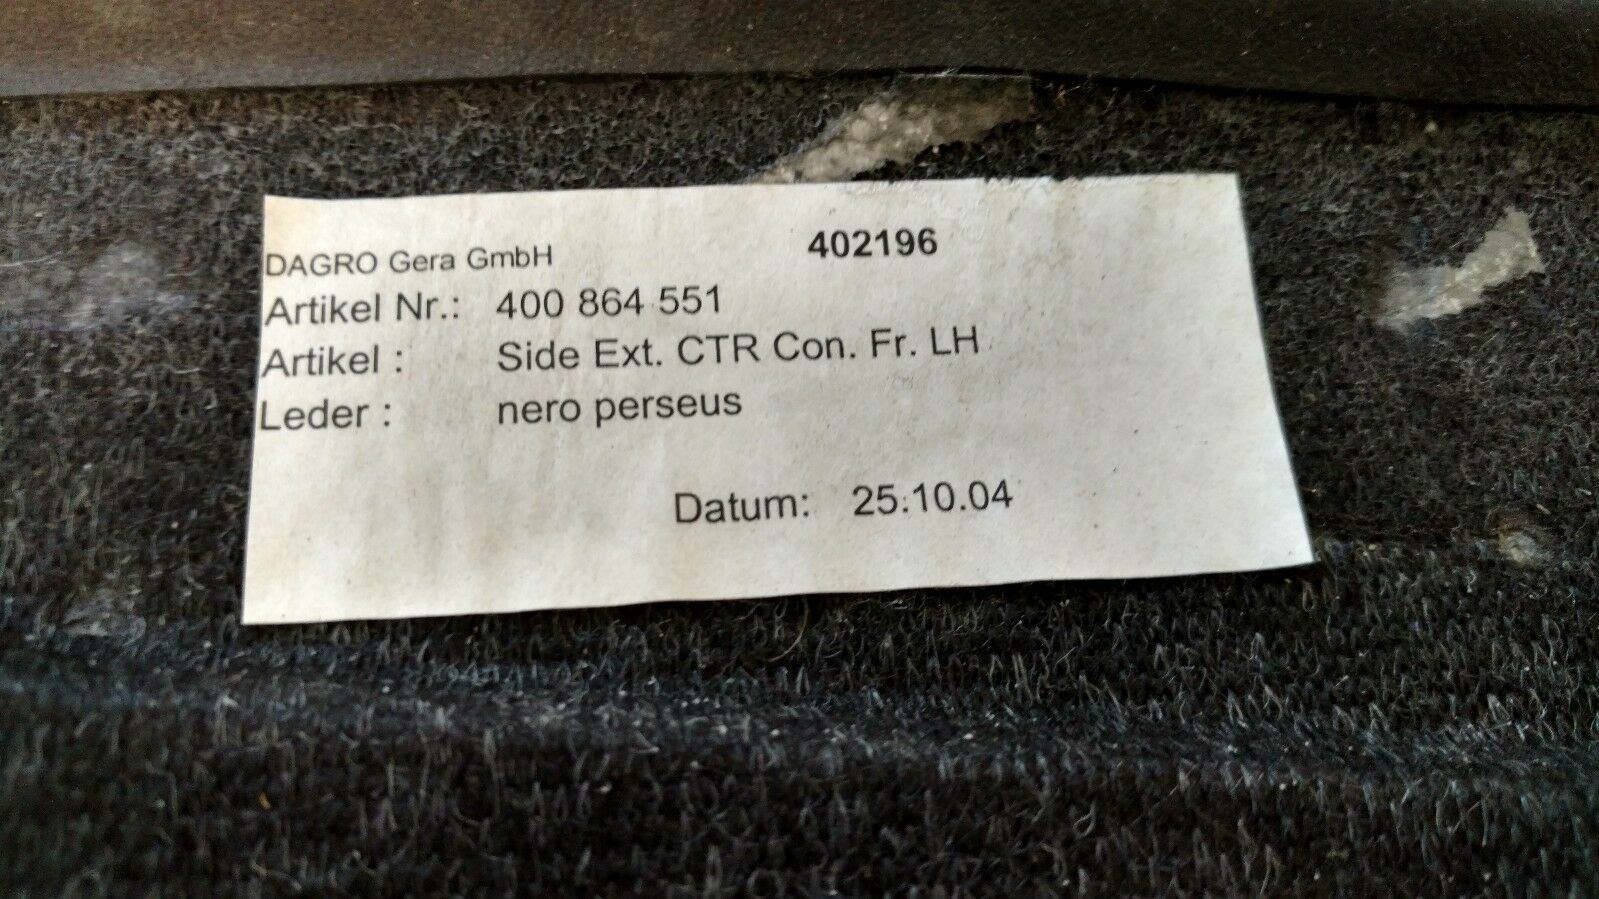 DAGRO Gera GmbH 402196
Artikel Nr.: 400 864 551
Artikel : Side Ext. CTR Con. Fr. LH
Leder : nero perseus
Datum: 25.10.04